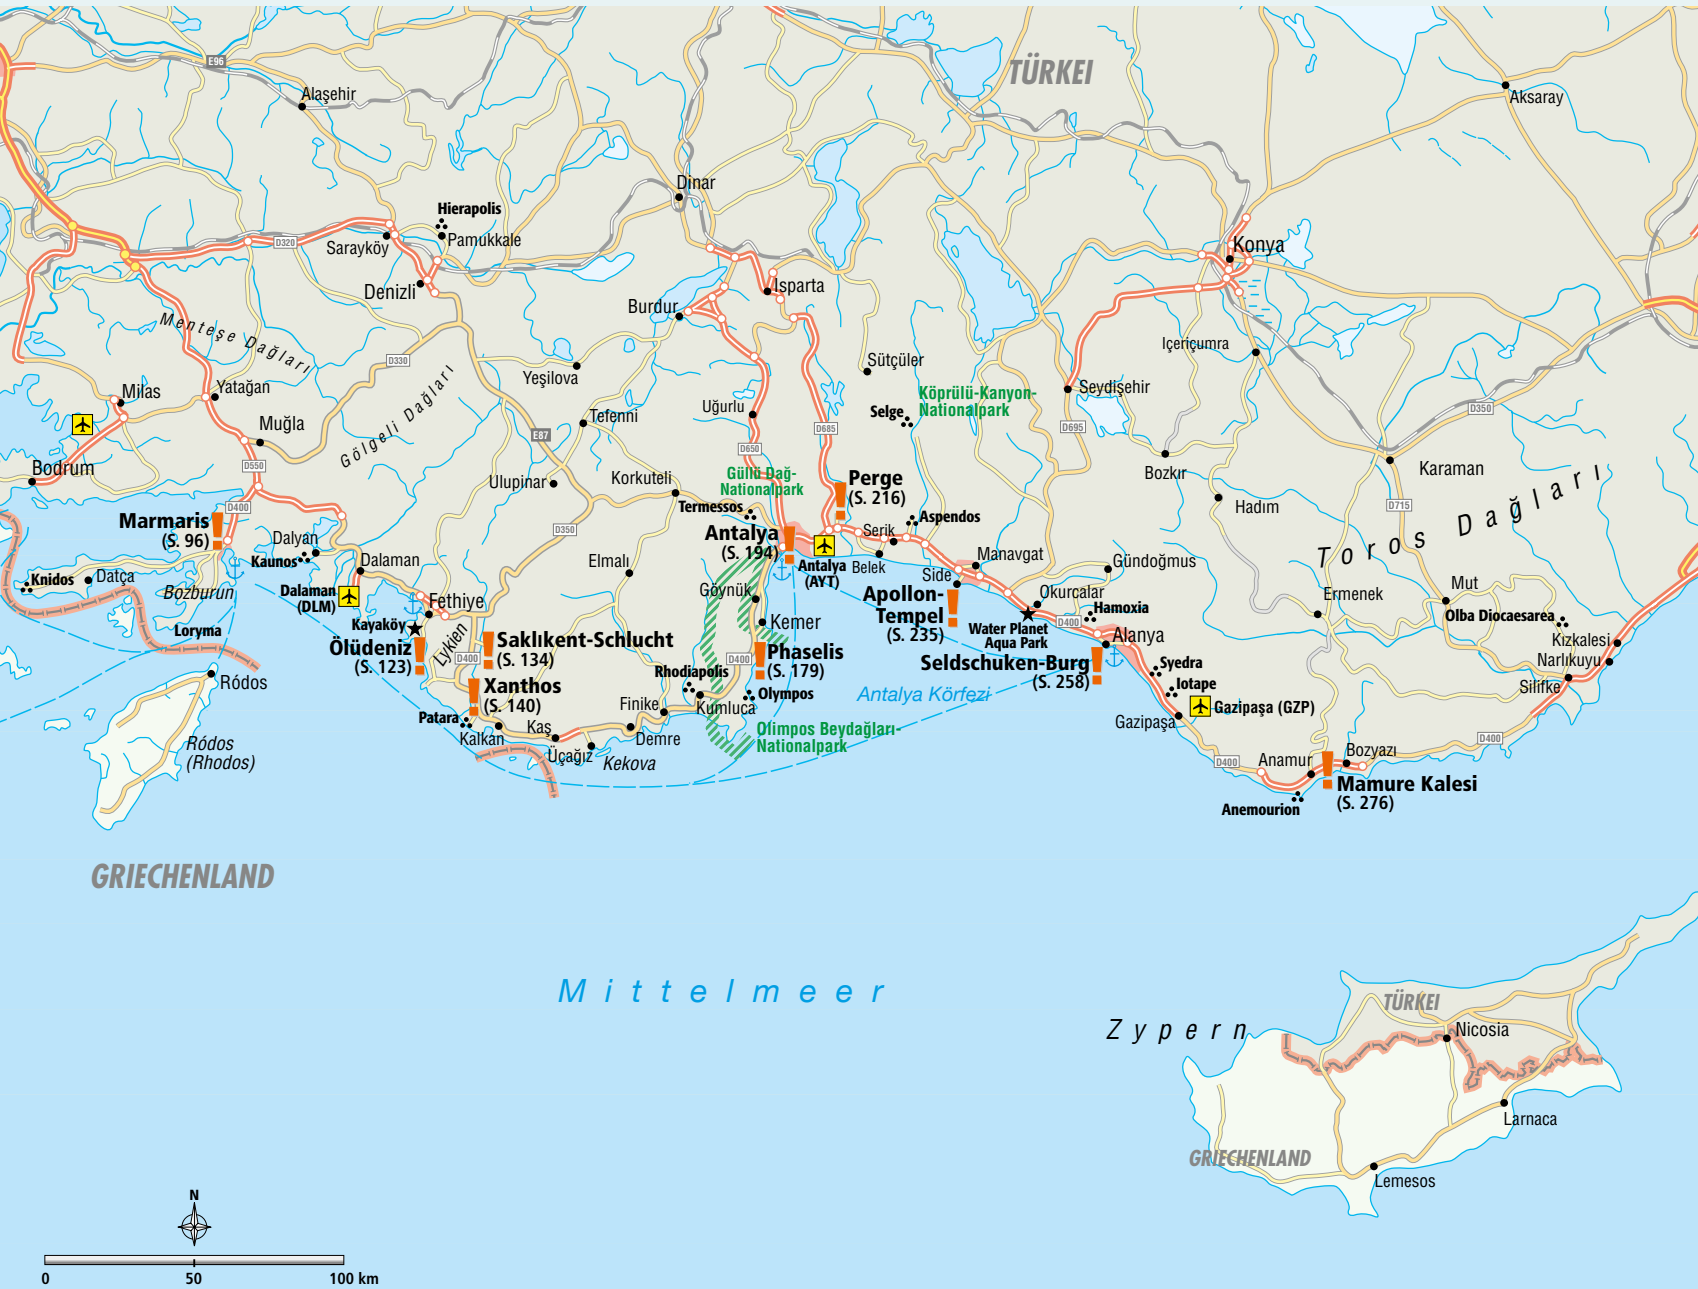 E96
TÜRKEI
Alaşehir
Aksaray
Dinar
Hierapolis
Pamukkale
Sarayköy
D320
Konya
Denizli
Isparta
Burdur
Menteşe Dağları
Içeriçumra
D330
Sütçüler
Yeşilova
Seydişehir
Köprülü-Kanyon-
Nationalpark
Milas
Yatağan
Gölgeli Dağları
Tefenni
Uğurlu
Selge
D350
Muğla
E87
D650
D685
D695
Bodrum
D550
Ulupinar
Korkuteli
Güllü Dağ-
Nationalpark
Bozkır
Karaman
Perge
(S. 216)
Hadım
D715
Toros Dağları
D400
Marmaris
(S. 96)
Termessos
Aspendos
D350
Antalya
(S. 194)
Serik
Dalyan
Kaunos
Dalaman
Elmalı
Antalya
(AYT)
Belek
Manavgat
Side
Gündoğmus
Knidos
Datça
Bozburun
Dalaman
(DLM)
Göynük
Apollon-
Tempel
(S. 235)
Okurcalar
Hamoxia
Ermenek
Mut
Olba Diocaesarea
Fethiye
Kayaköy
Kemer
Water Planet
Aqua Park
D400
Alanya
Loryma
Ölüdeniz
(S. 123)
Lykien
D400
Saklıkent-Schlucht
(S. 134)
Phaselis
(S. 179)
D400
Seldschuken-Burg
(S. 258)
Kızkalesi
Narlıkuyu
Silifke
Ródos
Xanthos
(S. 140)
Rhodiapolis
Olympos
Antalya Körfezi
Syedra
Iotape
Gazipaşa (GZP)
Gazipaşa
Patara
Kalkan
Kaş
Finike
Kumluca
Demre
Üçağız
Kekova
Olimpos Beydağları-
Nationalpark
Ródos
(Rhodos)
D400
D400
Anamur
Bozyazı
Mamure Kalesi
(S. 276)
Anemourion
GRIECHENLAND
Mittelmeer
Zypern
TÜRKEI
Nicosia
Larnaca
GRIECHENLAND
Lemesos
N
0
50
100 km